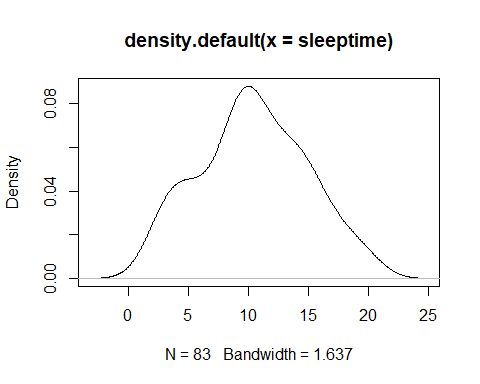 density.default(x = sleeptime)
Density
0.08
0.04
0.00
0 5 10 15 20 25
N = 83 Bandwidth = 1.637